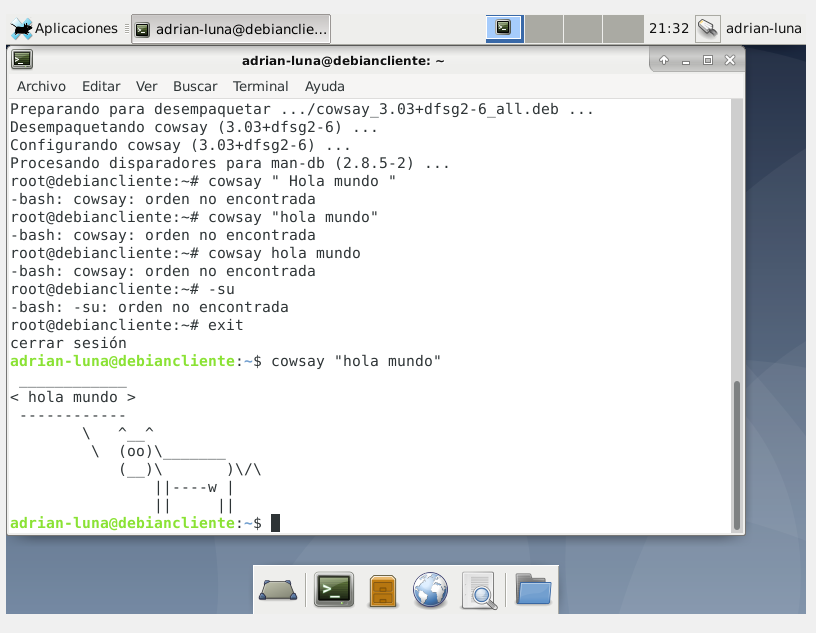 Aplicaciones
adrian-luna@debianclie...
21:32
adrian-luna
adrian-luna@debiancliente: ~
Archivo Editar Ver Buscar Terminal Ayuda
Preparando para desempaquetar .../cowsay_3.03+dfsg2-6_all.deb ...
Desempaquetando cowsay (3.03+dfsg2-6) ...
Configurando cowsay (3.03+dfsg2-6) ...
Procesando disparadores para man-db (2.8.5-2) ...
root@debiancliente:~# cowsay " Hola mundo "
-bash: cowsay: orden no encontrada
root@debiancliente:~# cowsay "hola mundo"
-bash: cowsay: orden no encontrada
root@debiancliente:~# cowsay hola mundo
-bash: cowsay: orden no encontrada
root@debiancliente:~# -su
-bash: -su: orden no encontrada
root@debiancliente:~# exit
cerrar sesión
adrian-luna@debiancliente:~$ cowsay "hola mundo"
 ____________
< hola mundo >
 ------------
        \   ^__^
         \  (oo)\_______
            (__)\       )\/\
                ||----w |
                ||     ||
adrian-luna@debiancliente:~$